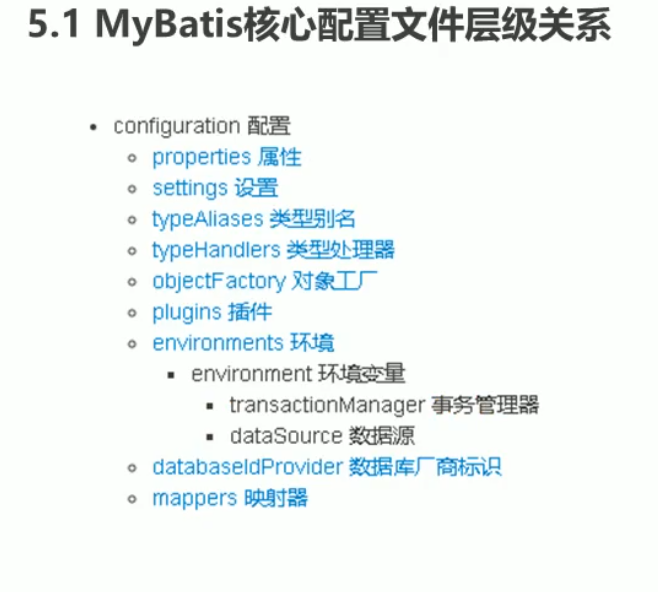 5.1 MyBatis核心配置文件层级关系
configuration 配置
properties 属性
settings 设置
typeAliases 类型别名
typeHandlers 类型处理器
objectFactory 对象工厂
plugins 插件
environments 环境
environment 环境变量
transactionManager 事务管理器
dataSource 数据源
databaseIdProvider 数据库厂商标识
mappers 映射器